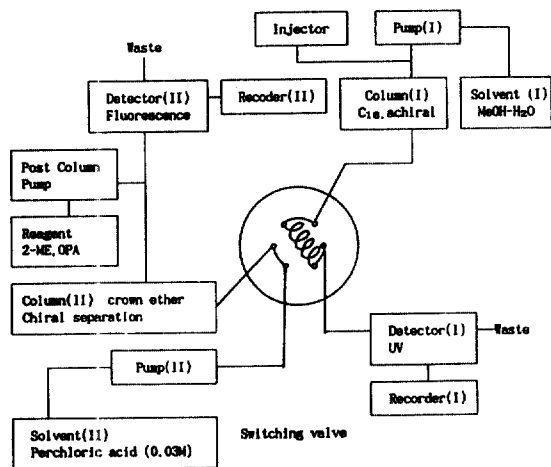 Waste
Injector
Pump(I)
Detector(II)
Fluorescence
Recoder(II)
Column(I)
C₁₈.achiral
Solvent (I)
MeOH-H₂O
Post Column
Pump
Reagent
2-ME,OPA
Column(II) crown ether
Chiral separation
Detector(I)
UV
Waste
Pump(II)
Recorder(I)
Solvent(II)
Perchloric acid (0.03M)
Switching valve